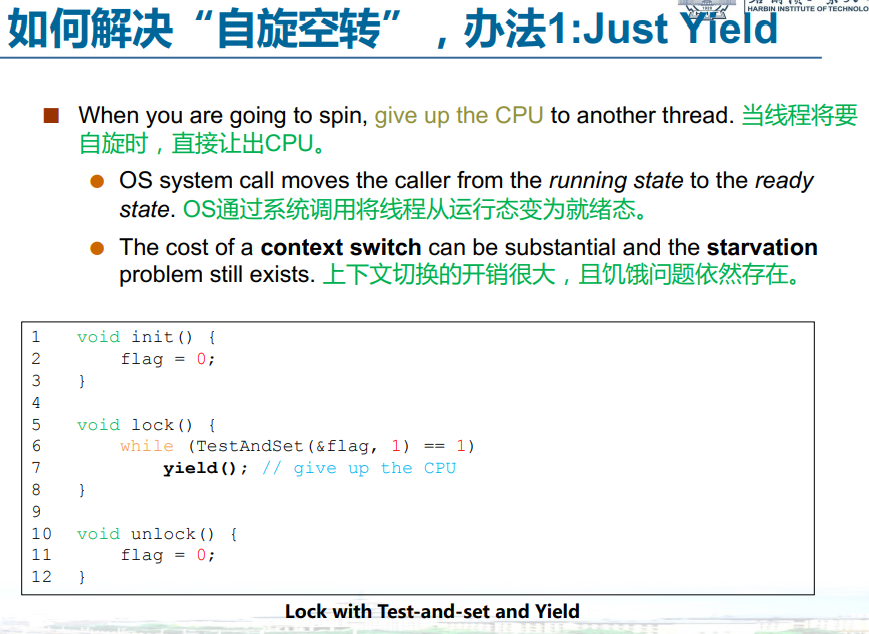 如何解决“自旋空转”，办法1:Just Yield
HARBIN INSTITUTE OF TECHNOLO
When you are going to spin, give up the CPU to another thread. 当线程将要
自旋时，直接让出CPU。
OS system call moves the caller from the running state to the ready
state. OS通过系统调用将线程从运行态变为就绪态。
The cost of a context switch can be substantial and the starvation
problem still exists. 上下文切换的开销很大，且饥饿问题依然存在。
1 void init() {
2 flag = 0;
3 }
4
5 void lock() {
6 while (TestAndSet(&flag, 1) == 1)
7 yield(); // give up the CPU
8 }
9
10 void unlock() {
11 flag = 0;
12 }
Lock with Test-and-set and Yield